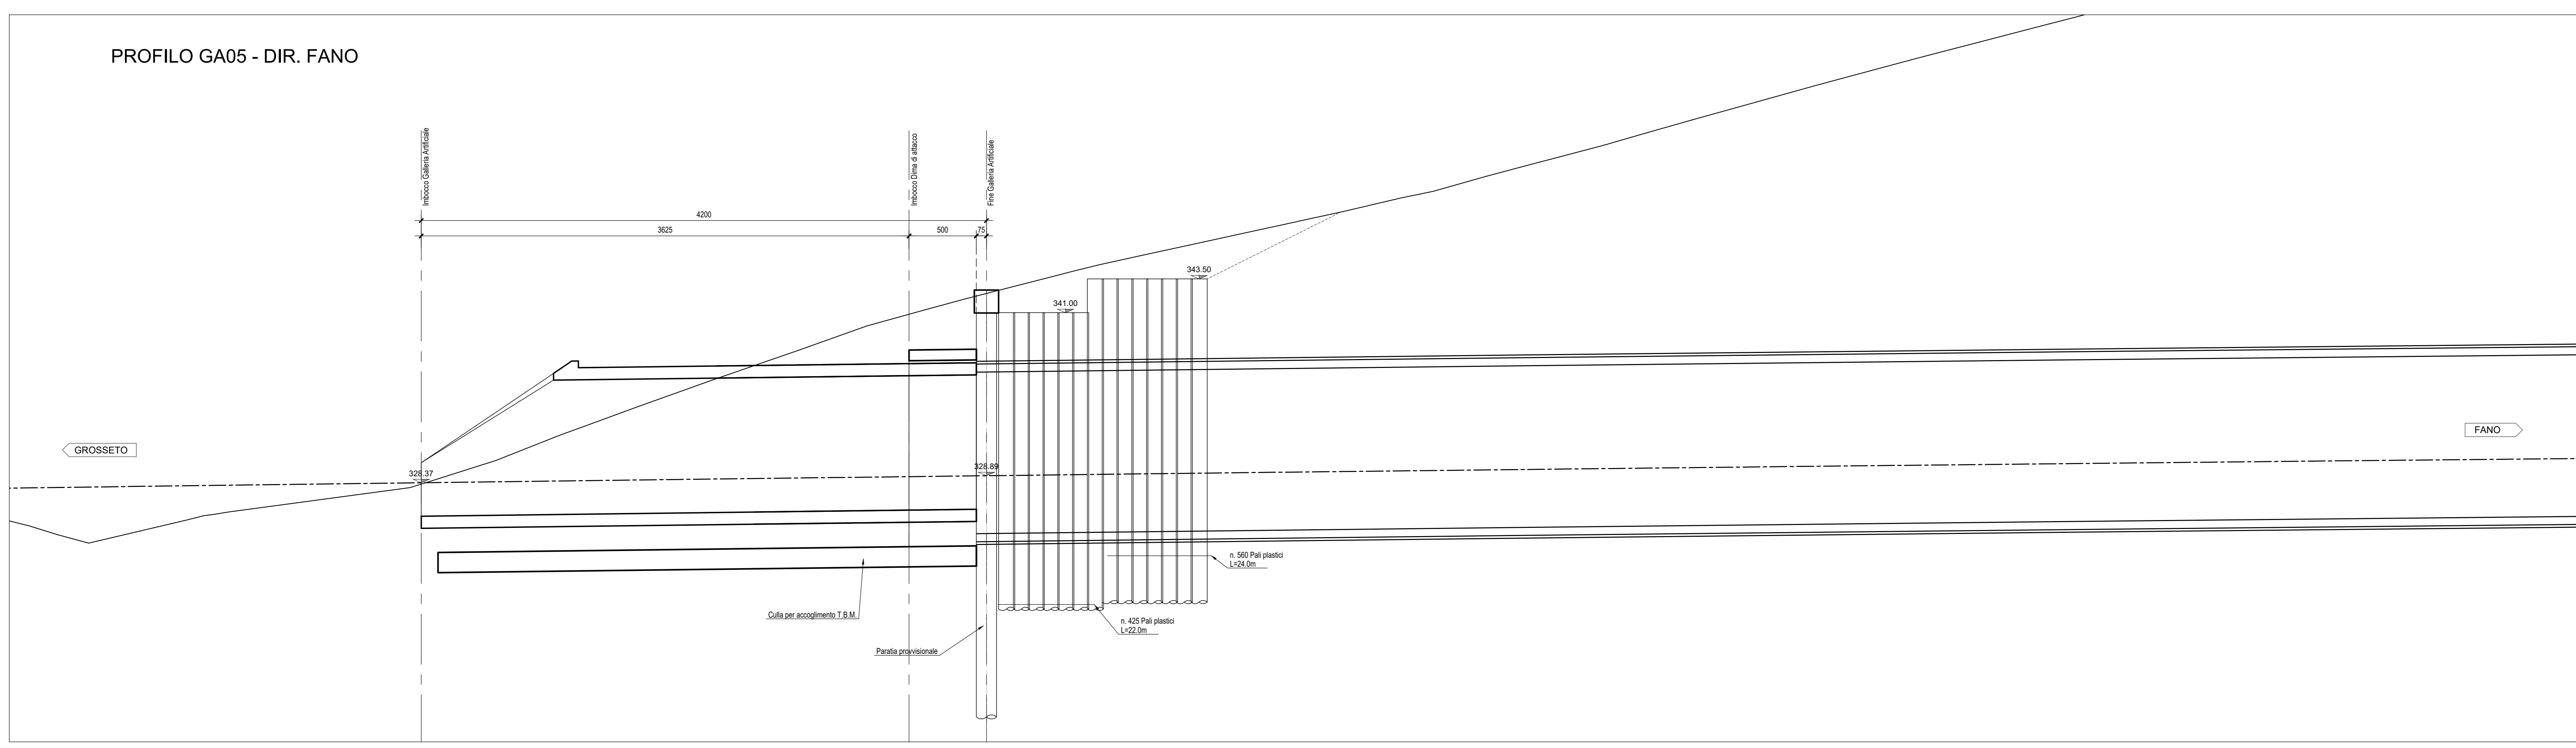 PROFILO GA05 - DIR. FANO
Imbocco Galleria Artificiale
Imbocco Dima di attacco
Fine Galleria Artificiale
4200
3625
500
75
343.50
341.00
GROSSETO
FANO
328.37
328.89
n. 560 Pali plastici
L=24.0m
Culla per accoglimento T.B.M.
n. 425 Pali plastici
L=22.0m
Paratia provvisionale